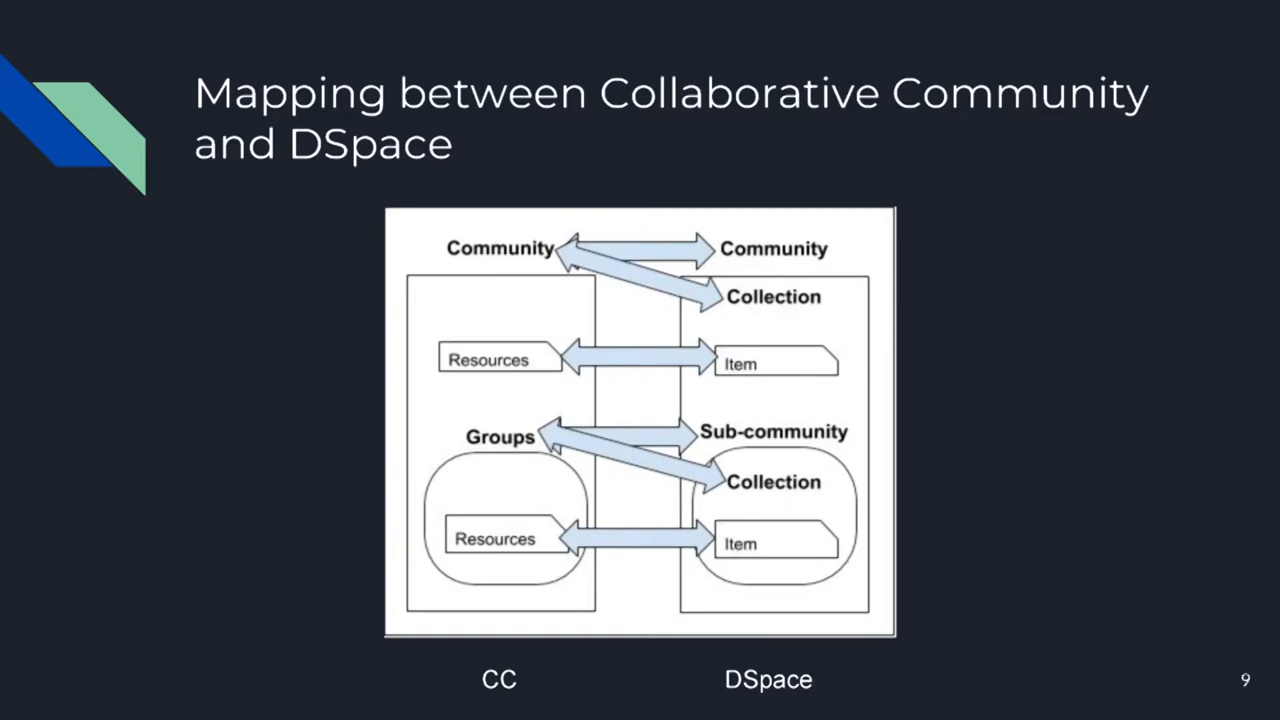 Mapping between Collaborative Community
and DSpace
Community
Community
Collection
Resources
Item
Groups
Sub-community
Collection
Resources
Item
CC
DSpace
9